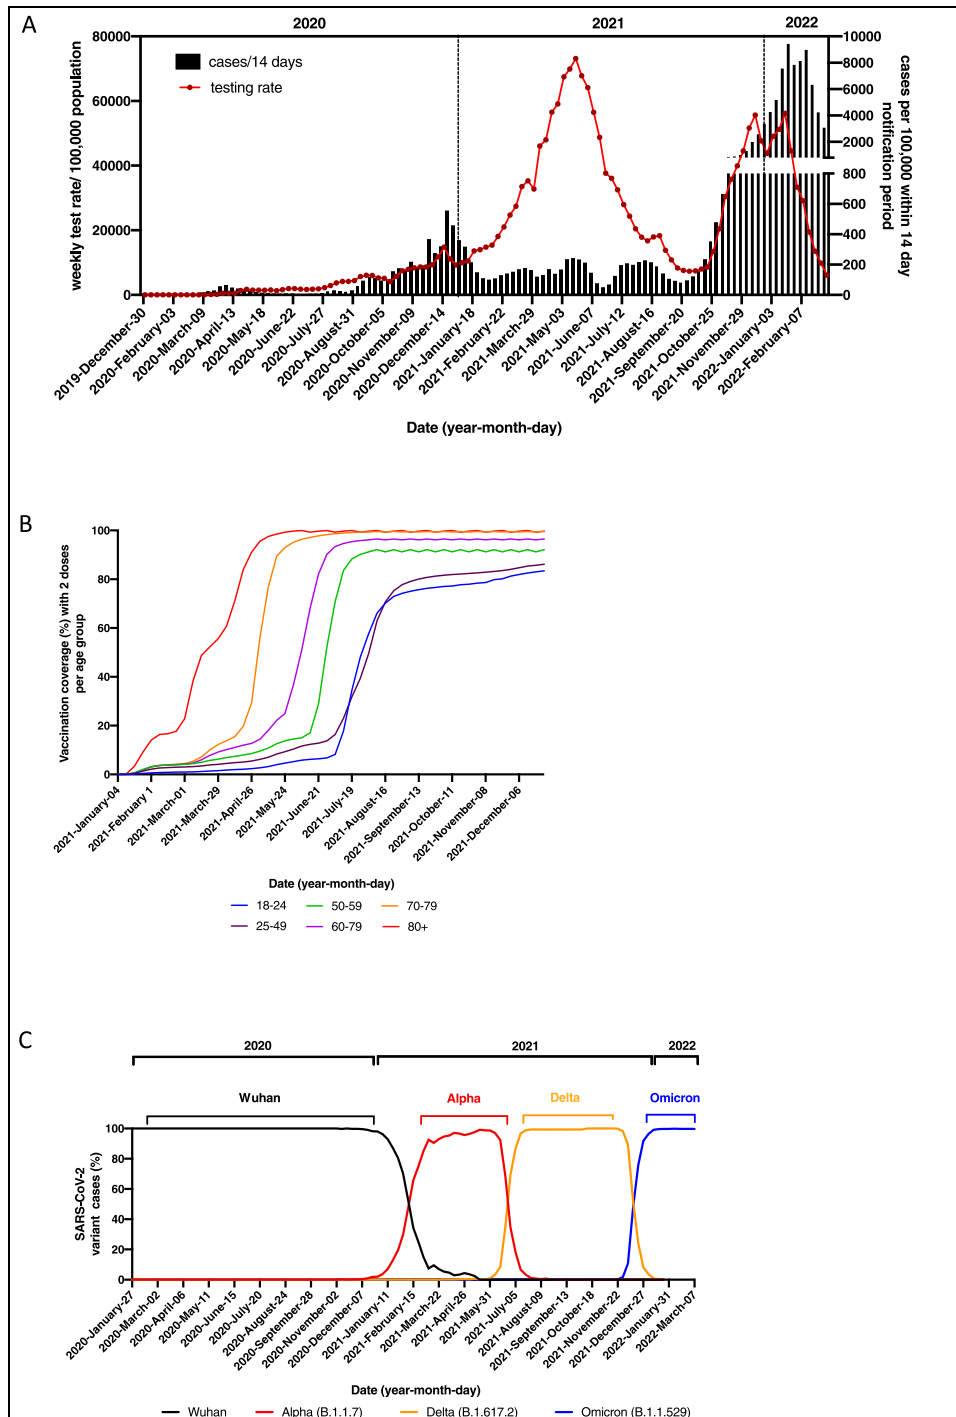 A
2020
2021
2022
80000
60000
40000
20000
0
weekly test rate/ 100,000 population
cases/14 days
testing rate
10000
8000
6000
4000
2000
800
600
400
200
0
cases per 100,000 within 14 day
notification period
2019-December-30
2020-February-03
2020-March-09
2020-April-13
2020-May-18
2020-June-22
2020-July-27
2020-August-31
2020-October-05
2020-November-09
2020-December-14
2021-January-18
2021-February-22
2021-March-29
2021-May-03
2021-June-07
2021-July-12
2021-August-16
2021-September-20
2021-October-25
2021-November-29
2022-January-03
2022-February-07
Date (year-month-day)
B
100
80
60
40
20
0
Vaccination coverage (%) with 2 doses
per age group
2021-January-04
2021-February 1
2021-March-01
2021-March-29
2021-April-26
2021-May-24
2021-June-21
2021-July-19
2021-August-16
2021-September-13
2021-October-11
2021-November-08
2021-December-06
Date (year-month-day)
18-24
50-59
70-79
25-49
60-79
80+
C
2020
2021
2022
Wuhan
Alpha
Delta
Omicron
100
80
60
40
20
0
SARS-CoV-2
variant cases (%)
2020-January-27
2020-March-02
2020-April-06
2020-May-11
2020-June-15
2020-July-20
2020-August-24
2020-September-28
2020-November-02
2020-December-07
2021-January-11
2021-February-15
2021-March-22
2021-April-26
2021-May-31
2021-July-05
2021-August-09
2021-September-13
2021-October-18
2021-November-22
2021-December-27
2022-January-31
2022-March-07
Date (year-month-day)
Wuhan
Alpha (B.1.1.7)
Delta (B.1.617.2)
Omicron (B.1.1.529)